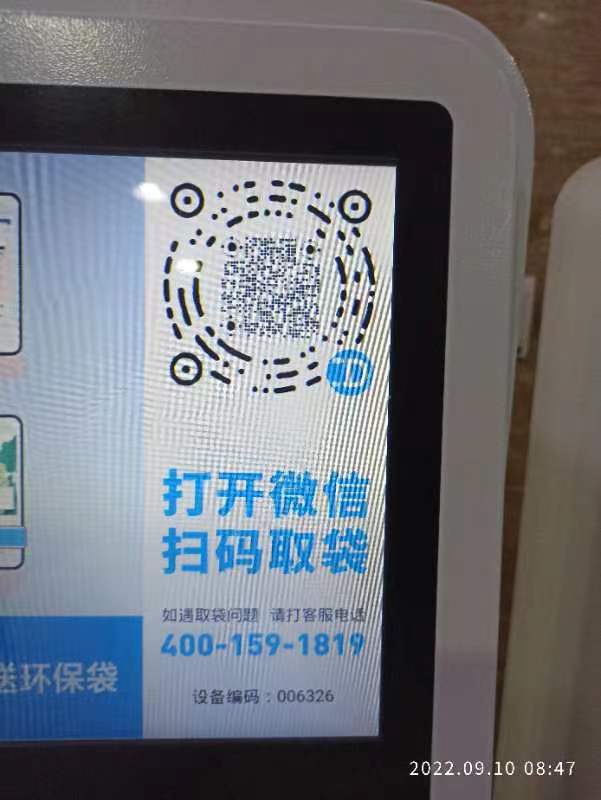 打开微信
扫码取袋
如遇取袋问题 请打客服电话
400-159-1819
设备编码：006326
送环保袋
2022.09.10 08:47